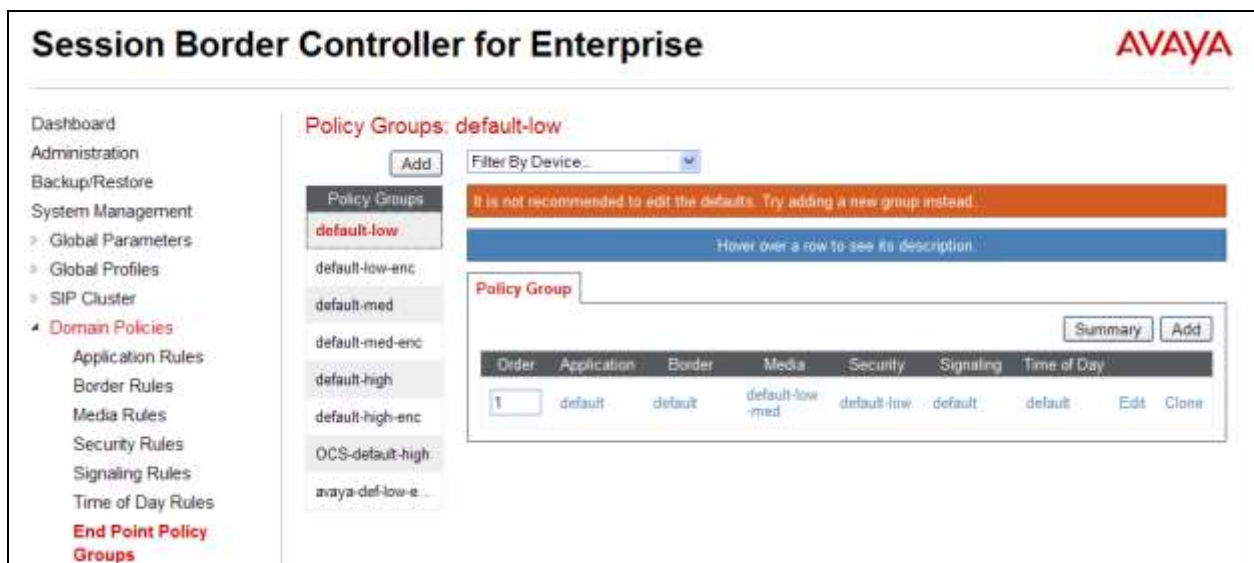 Session Border Controller for Enterprise
AVAYA
Dashboard
Administration
Backup/Restore
System Management
Global Parameters
Global Profiles
SIP Cluster
Domain Policies
Application Rules
Border Rules
Media Rules
Security Rules
Signaling Rules
Time of Day Rules
End Point Policy
Groups
Policy Groups: default-low
Add
Filter By Device...
Policy Groups
default-low
default-low-enc
default-med
default-med-enc
default-high
default-high-enc
OCS-default-high
avaya-def-low-e...
It is not recommended to edit the defaults. Try adding a new group instead.
Hover over a row to see its description.
Policy Group
Summary Add
Order Application Border Media Security Signaling Time of Day
1 default default default-low-med default-low default default Edit Clone